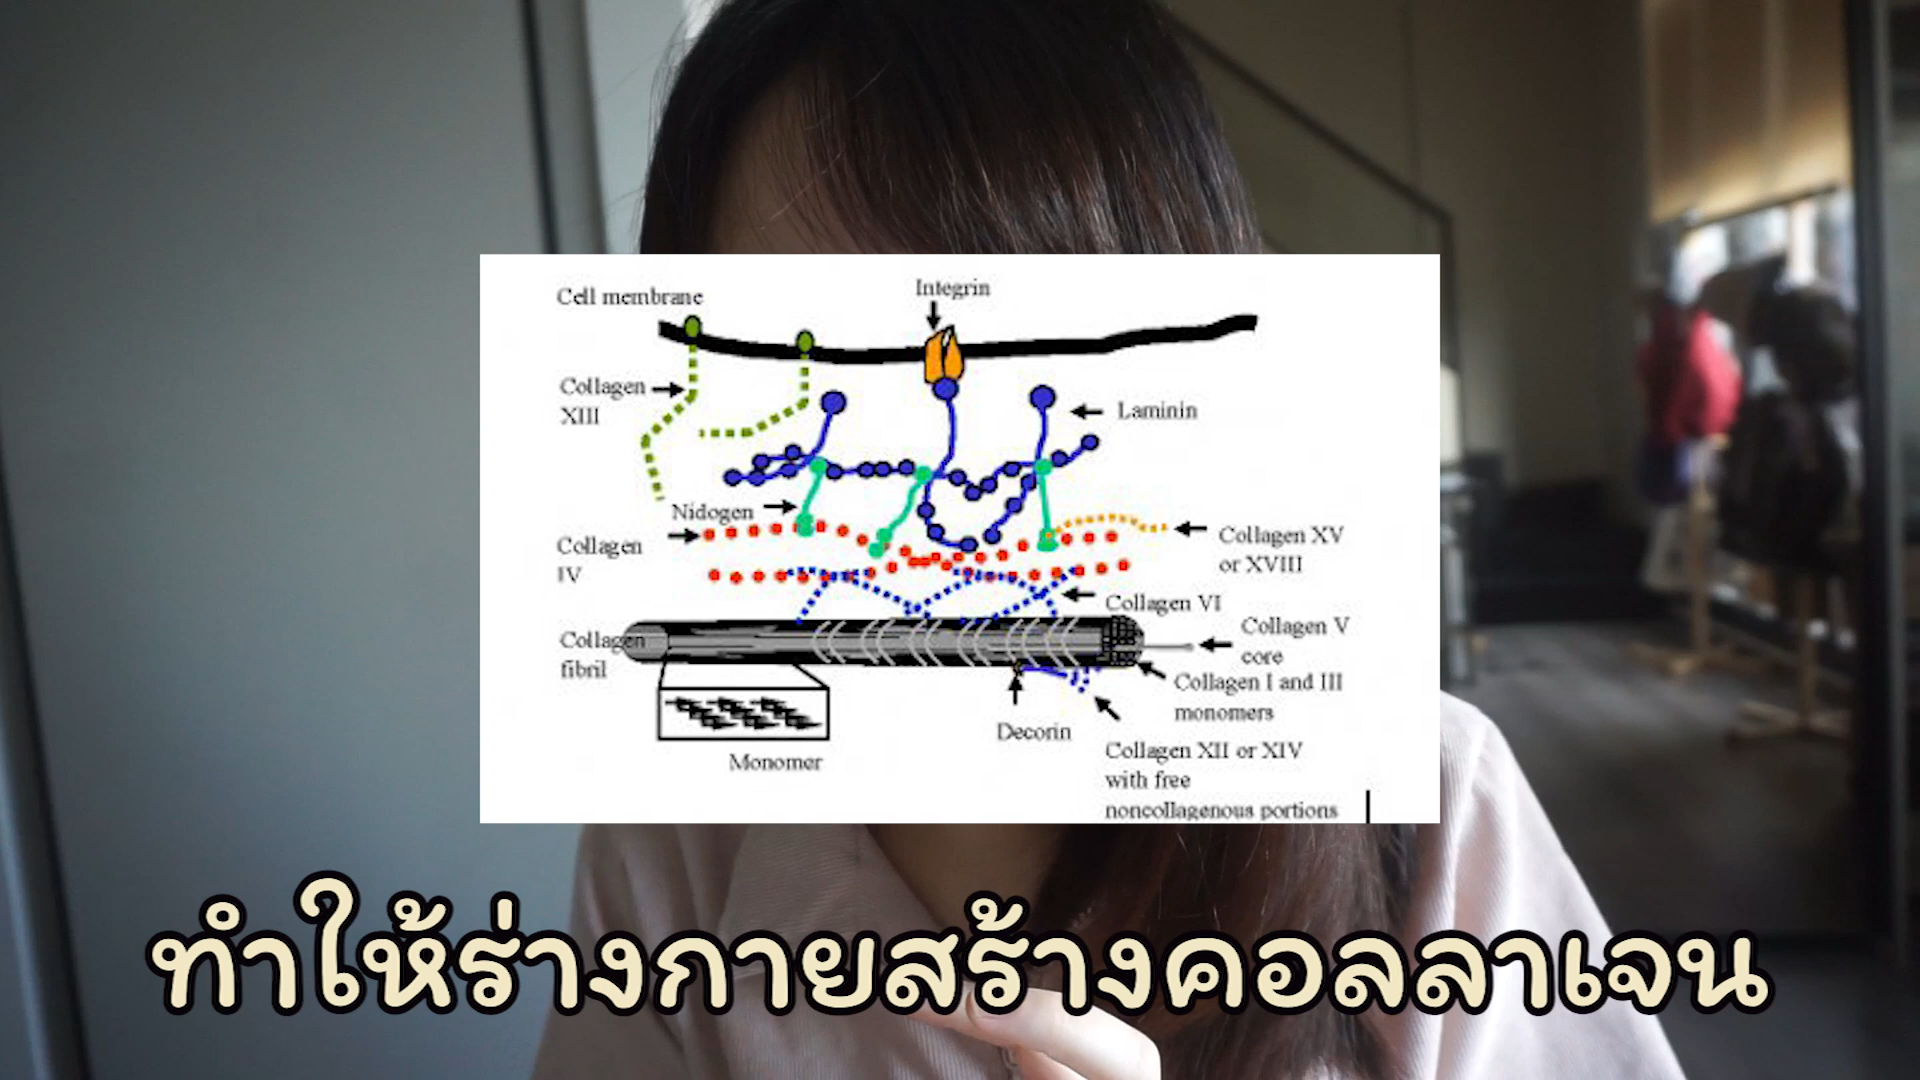 Cell membrane
Integrin
Collagen
XIII
Laminin
Nidogen
Collagen
IV
Collagen XV
or XVIII
Collagen VI
Collagen
fibril
Collagen V
core
Collagen I and III
monomers
Decorin
Monomer
Collagen XII or XIV
with free
noncollagenous portions
ทำให้ร่างกายสร้างคอลลาเจน